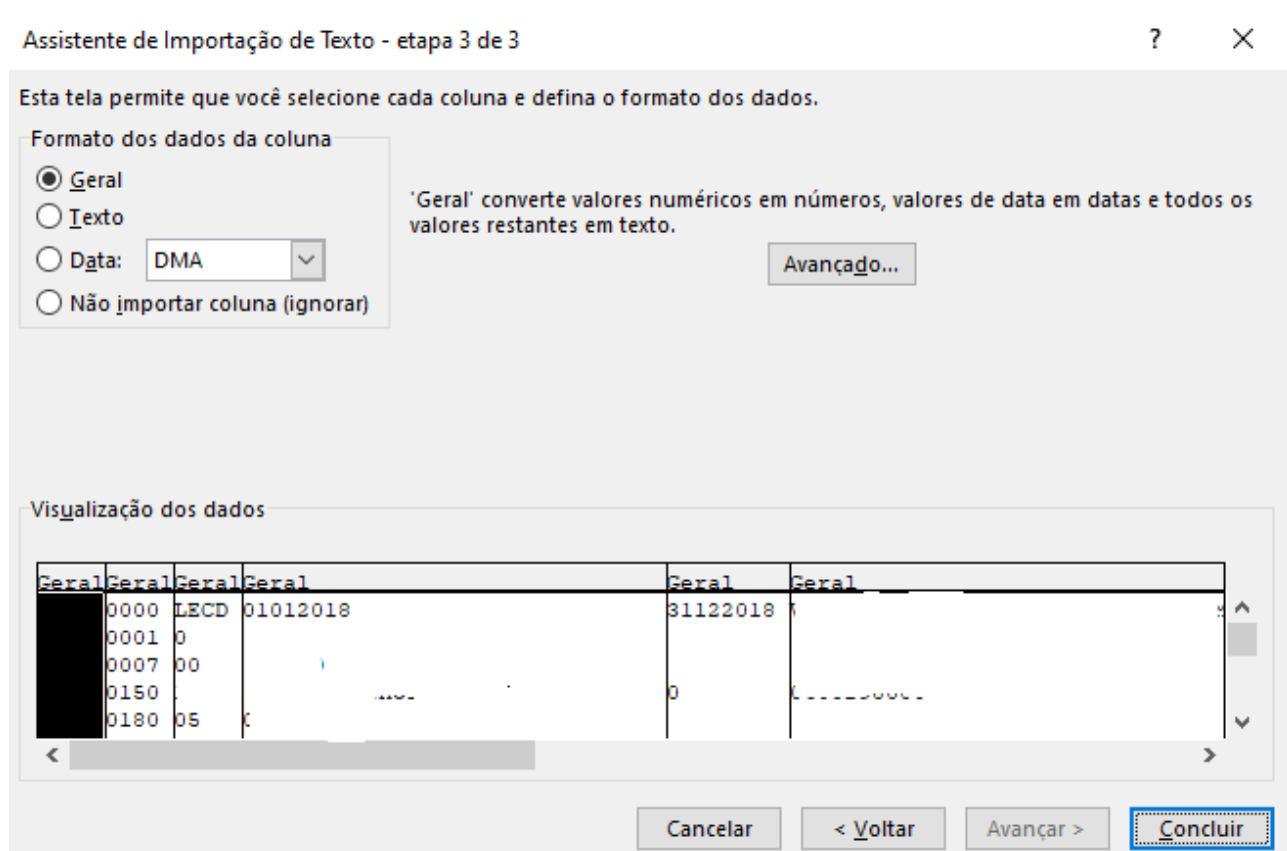 Assistente de Importação de Texto - etapa 3 de 3 ? ×
Esta tela permite que você selecione cada coluna e defina o formato dos dados.
Formato dos dados da coluna
Geral
Texto
Data: DMA
Não importar coluna (ignorar)
'Geral' converte valores numéricos em números, valores de data em datas e todos os
valores restantes em texto.
Avançado...
Visualização dos dados
Geral Geral Geral Geral Geral Geral
0000 LECD 01012018 31122018
0001 0
0007 00
0150 0
0180 05
Cancelar < Voltar Avançar > Concluir